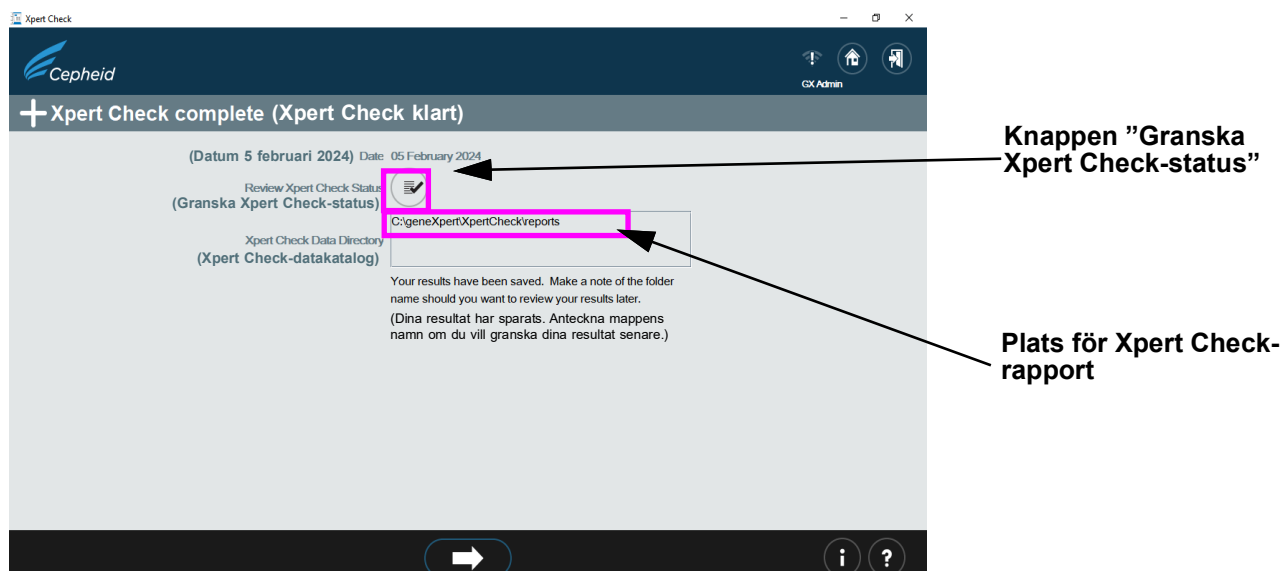 Xpert Check
Cepheid
GX Admin
Xpert Check complete (Xpert Check klart)
(Datum 5 februari 2024) Date 05 February 2024
Review Xpert Check Status
(Granska Xpert Check-status)
C:\geneXpert\XpertCheck\reports
Xpert Check Data Directory
(Xpert Check-datakatalog)
Your results have been saved. Make a note of the folder
name should you want to review your results later.
(Dina resultat har sparats. Anteckna mappens
namn om du vill granska dina resultat senare.)
Knappen ”Granska
Xpert Check-status”
Plats för Xpert Check-
rapport
i ?